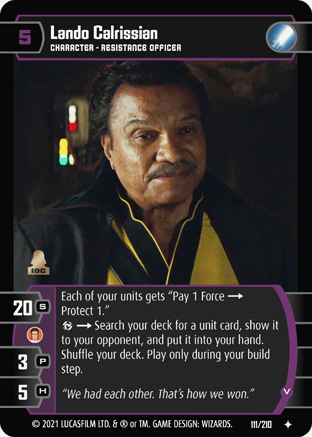 5
Lando Calrissian
CHARACTER - RESISTANCE OFFICER
IDC
20 S
3 P
5 H
Each of your units gets “Pay 1 Force →
Protect 1.”
→ Search your deck for a unit card, show it
to your opponent, and put it into your hand.
Shuffle your deck. Play only during your build
step.
“We had each other. That’s how we won.”
V
© 2021 LUCASFILM LTD. & ® or TM. GAME DESIGN: WIZARDS.
111/210